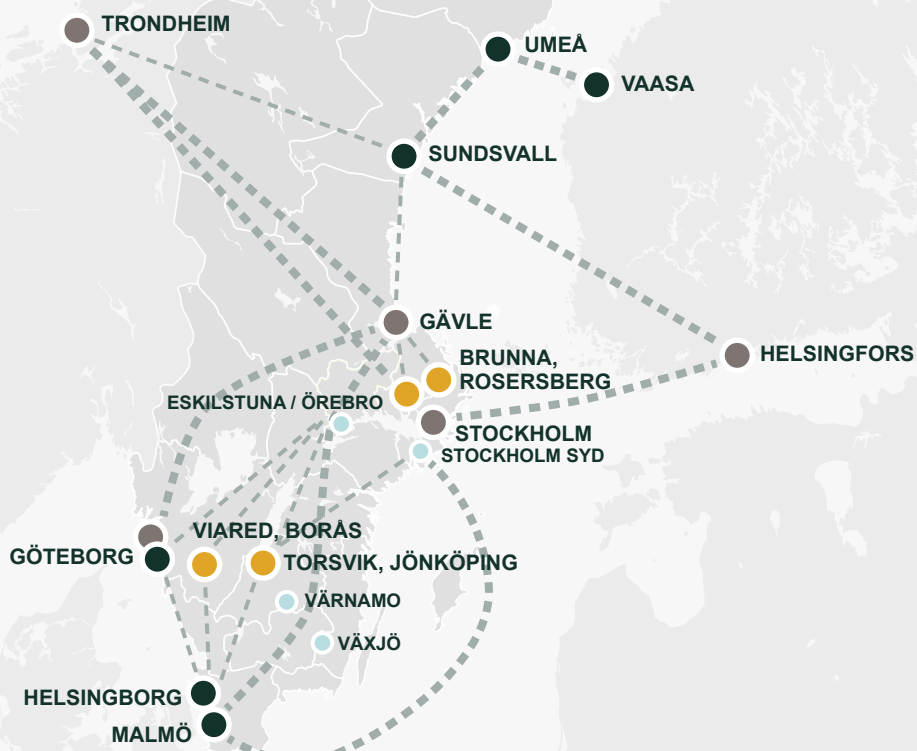 TRONDHEIM
UMEÅ
VAASA
SUNDSVALL
GÄVLE
HELSINGFORS
BRUNNA,
ROSERSBERG
ESKILSTUNA / ÖREBRO
STOCKHOLM
STOCKHOLM SYD
VIARED, BORÅS
GÖTEBORG
TORSVIK, JÖNKÖPING
VÄRNAMO
VÄXJÖ
HELSINGBORG
MALMÖ